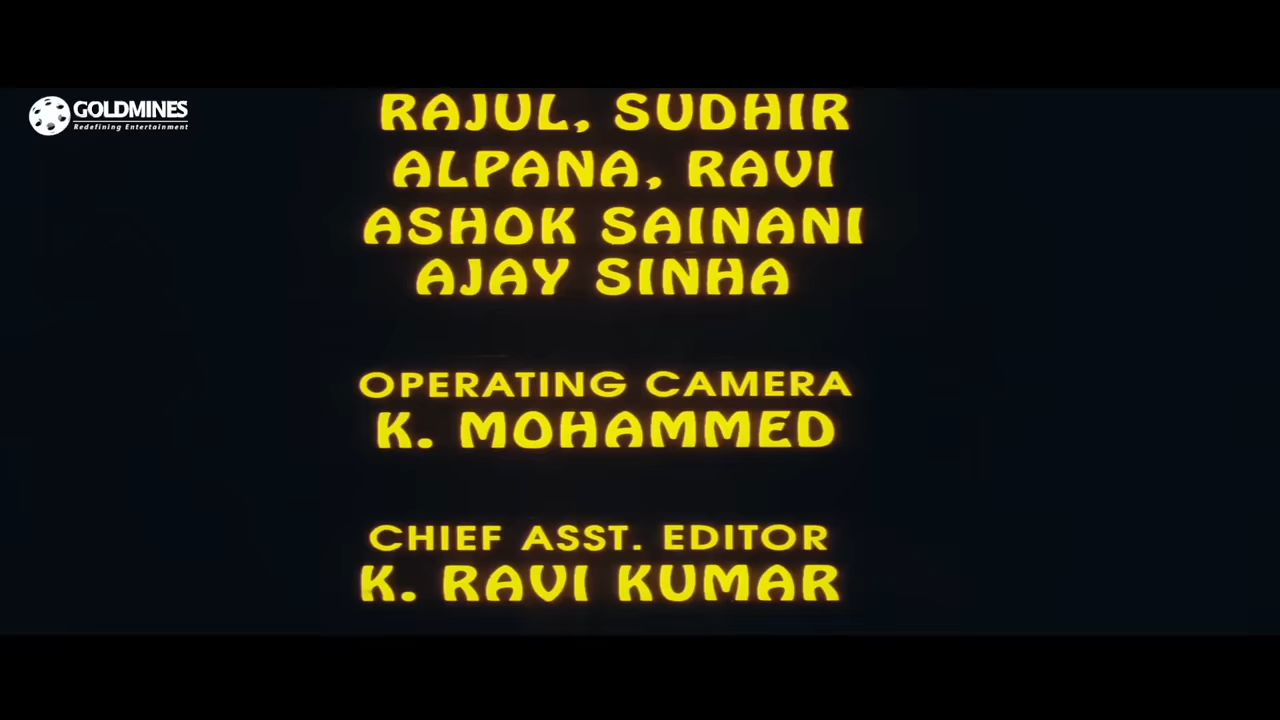 GOLDMINES
Redefining Entertainment
RAJUL, SUDHIR
ALPANA, RAVI
ASHOK SAINANI
AJAY SINHA
OPERATING CAMERA
K. MOHAMMED
CHIEF ASST. EDITOR
K. RAVI KUMAR